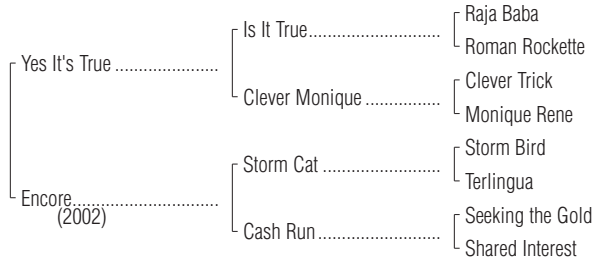 Raja Baba
Is It True
Roman Rockette
Yes It's True
Clever Trick
Clever Monique
Monique Rene
Storm Bird
Storm Cat
Terlingua
Encore
(2002)
Seeking the Gold
Cash Run
Shared Interest